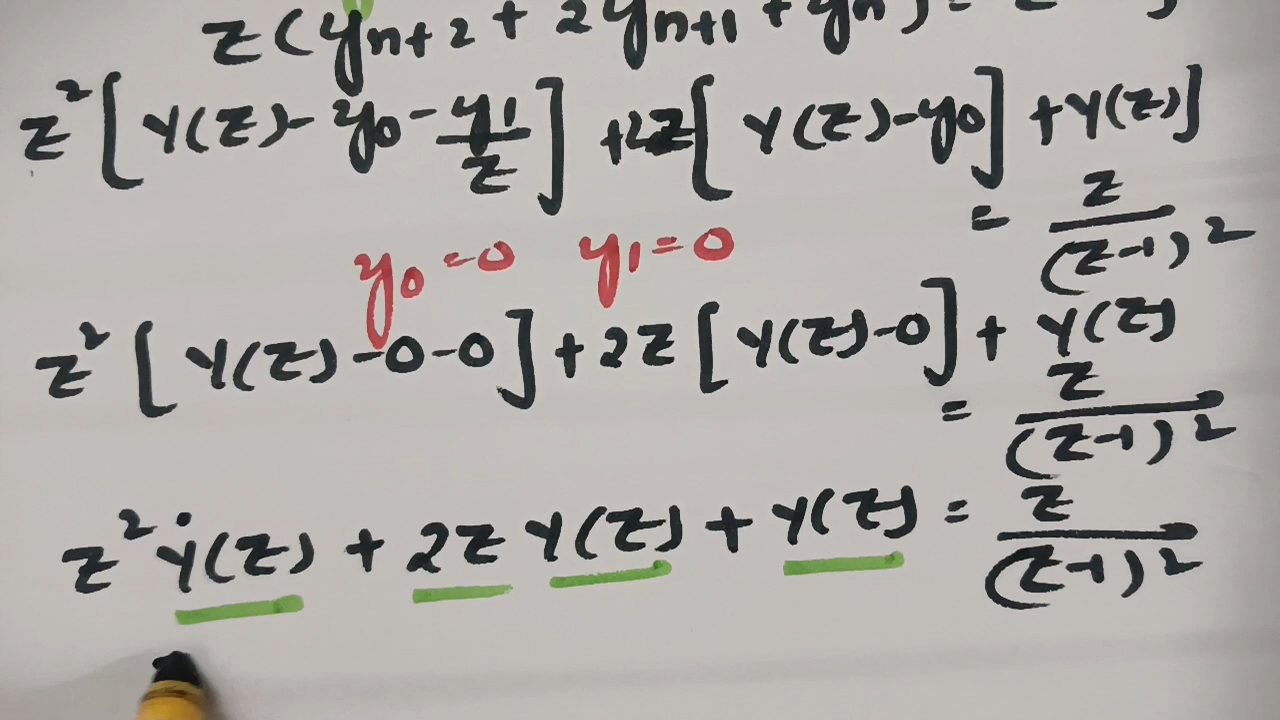 z(yn+2 + 2yn+1 + yn) =
z² [ Y(z) - y0 - y1/z ] + 2z [ Y(z) - y0 ] + Y(z)]
= z/(z-1)²
y0 = 0 y1 = 0
z² [ Y(z) - 0 - 0 ] + 2z [ Y(z) - 0 ] + Y(z)
= z/(z-1)²
z² Y(z) + 2z Y(z) + Y(z) = z/(z-1)²